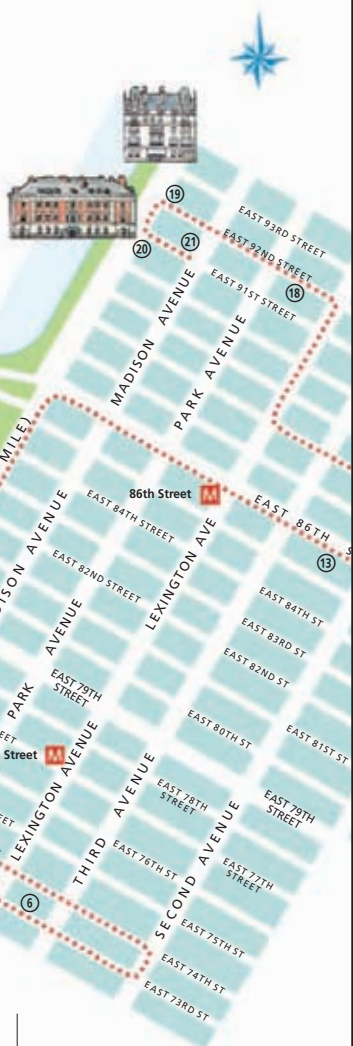 19
EAST 93RD STREET
20
21
EAST 92ND STREET
EAST 91ST STREET
18
MADISON AVENUE
PARK AVENUE
MILE)
86th Street M
EAST 84TH STREET
EAST 86TH S
LEXINGTON AVE
13
EAST 82ND STREET
ISON AVENUE
EAST 84TH ST
EAST 83RD ST
EAST 82ND ST
PARK AVENUE
EAST 79TH
STREET
EAST 80TH ST
EAST 81ST ST
Street M
LEXINGTON AVENUE
THIRD AVENUE
EAST 78TH
STREET
EAST 79TH
STREET
SECOND AVENUE
EAST 76TH ST
EAST 77TH
STREET
6
EAST 75TH ST
EAST 74TH ST
EAST 73RD ST